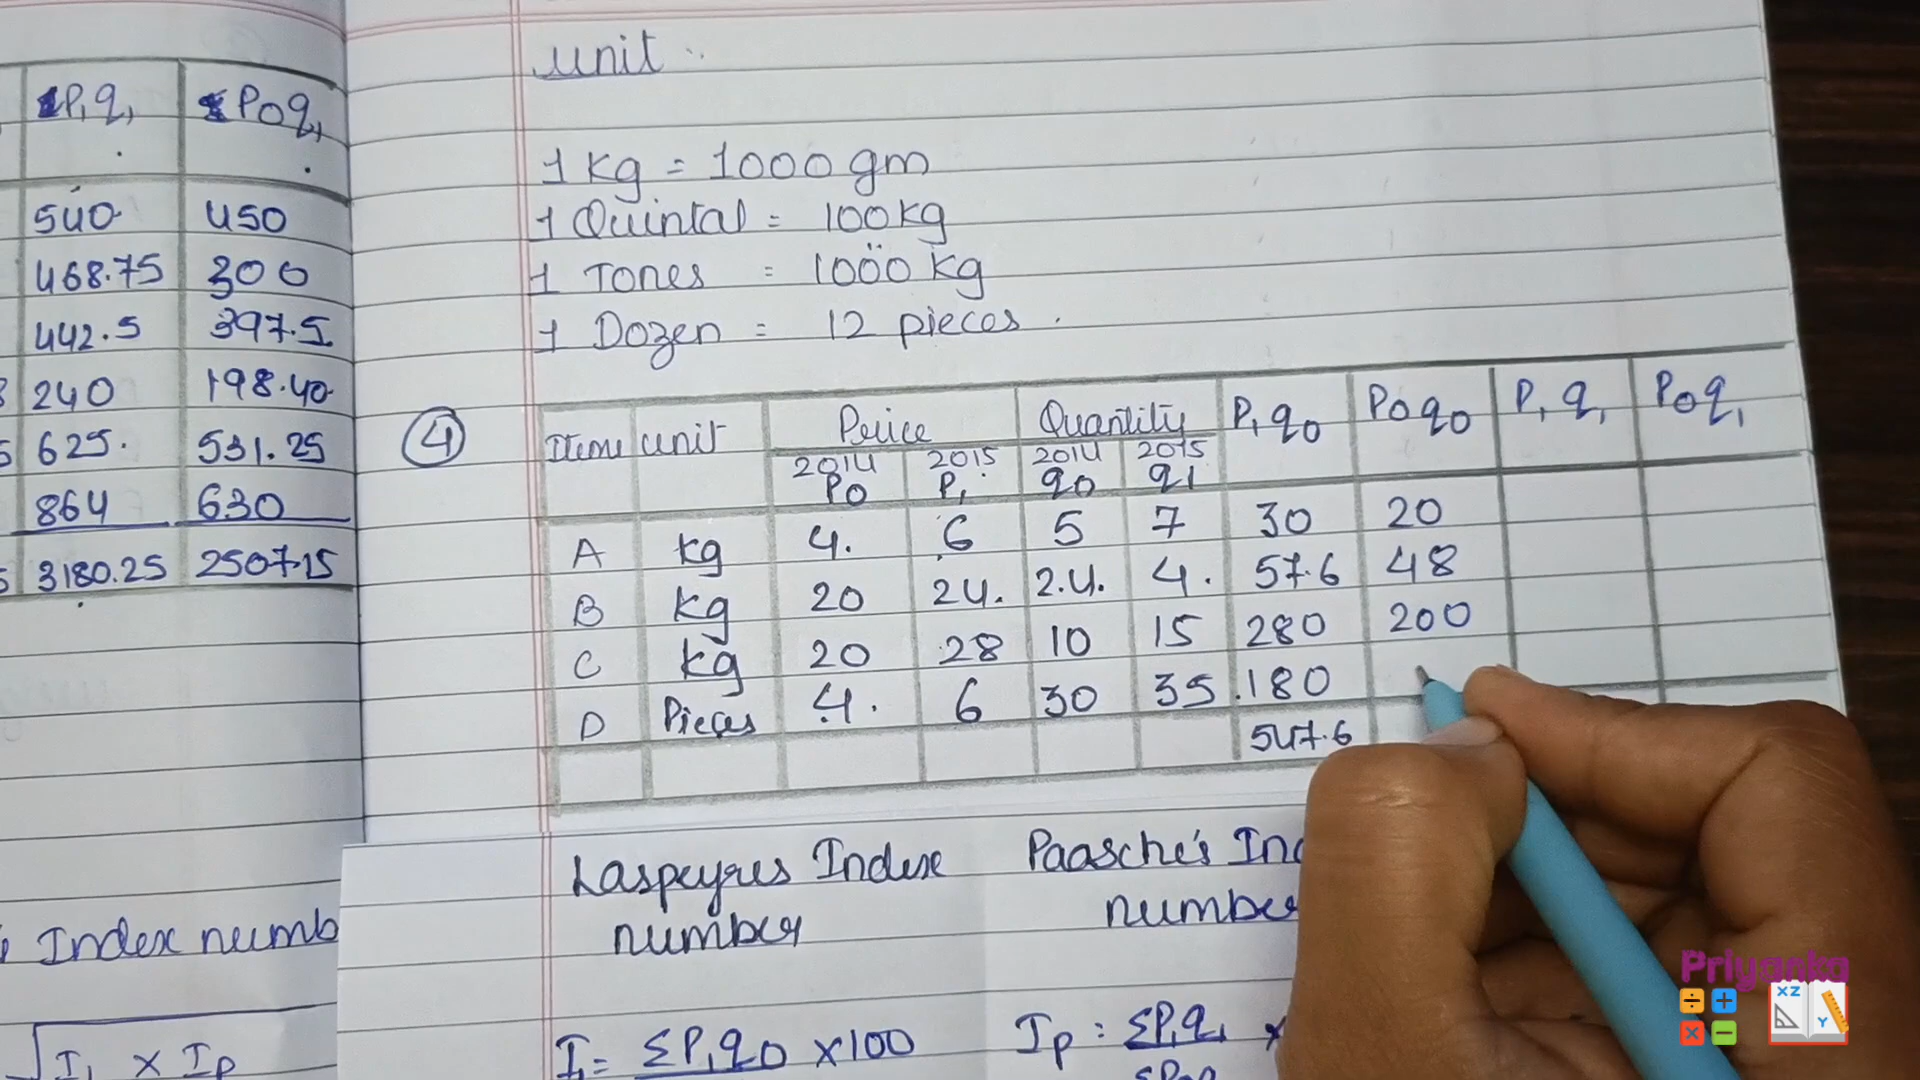 P₁q₁ P0q₁
540 450
468.75 300
442.5 397.5
240 198.40
625. 531.25
864 630
3180.25 2507.15
Index numb
√I₁ × Ip
unit
1 Kg = 1000 gm
1 Quintal = 100 kg
1 Tones = 1000 kg
1 Dozen = 12 pieces.
4
Item unit Price Quantity P₁q0 P0q0 P₁q₁ P0q₁
2014 2015 2014 2015
P0 P₁ q0 q1
A kg 4. 6 5 7 30 20
B kg 20 24. 2.4. 4. 57.6 48
C kg 20 28 10 15 280 200
D Pieces 4. 6 30 35 180
547.6
Laspeyres Index Paasche's
number number
I₁ = ΣP₁q0 ×100 Ip = ΣP₁q₁ ×
Priyanka
÷ + × −
XZ
Y